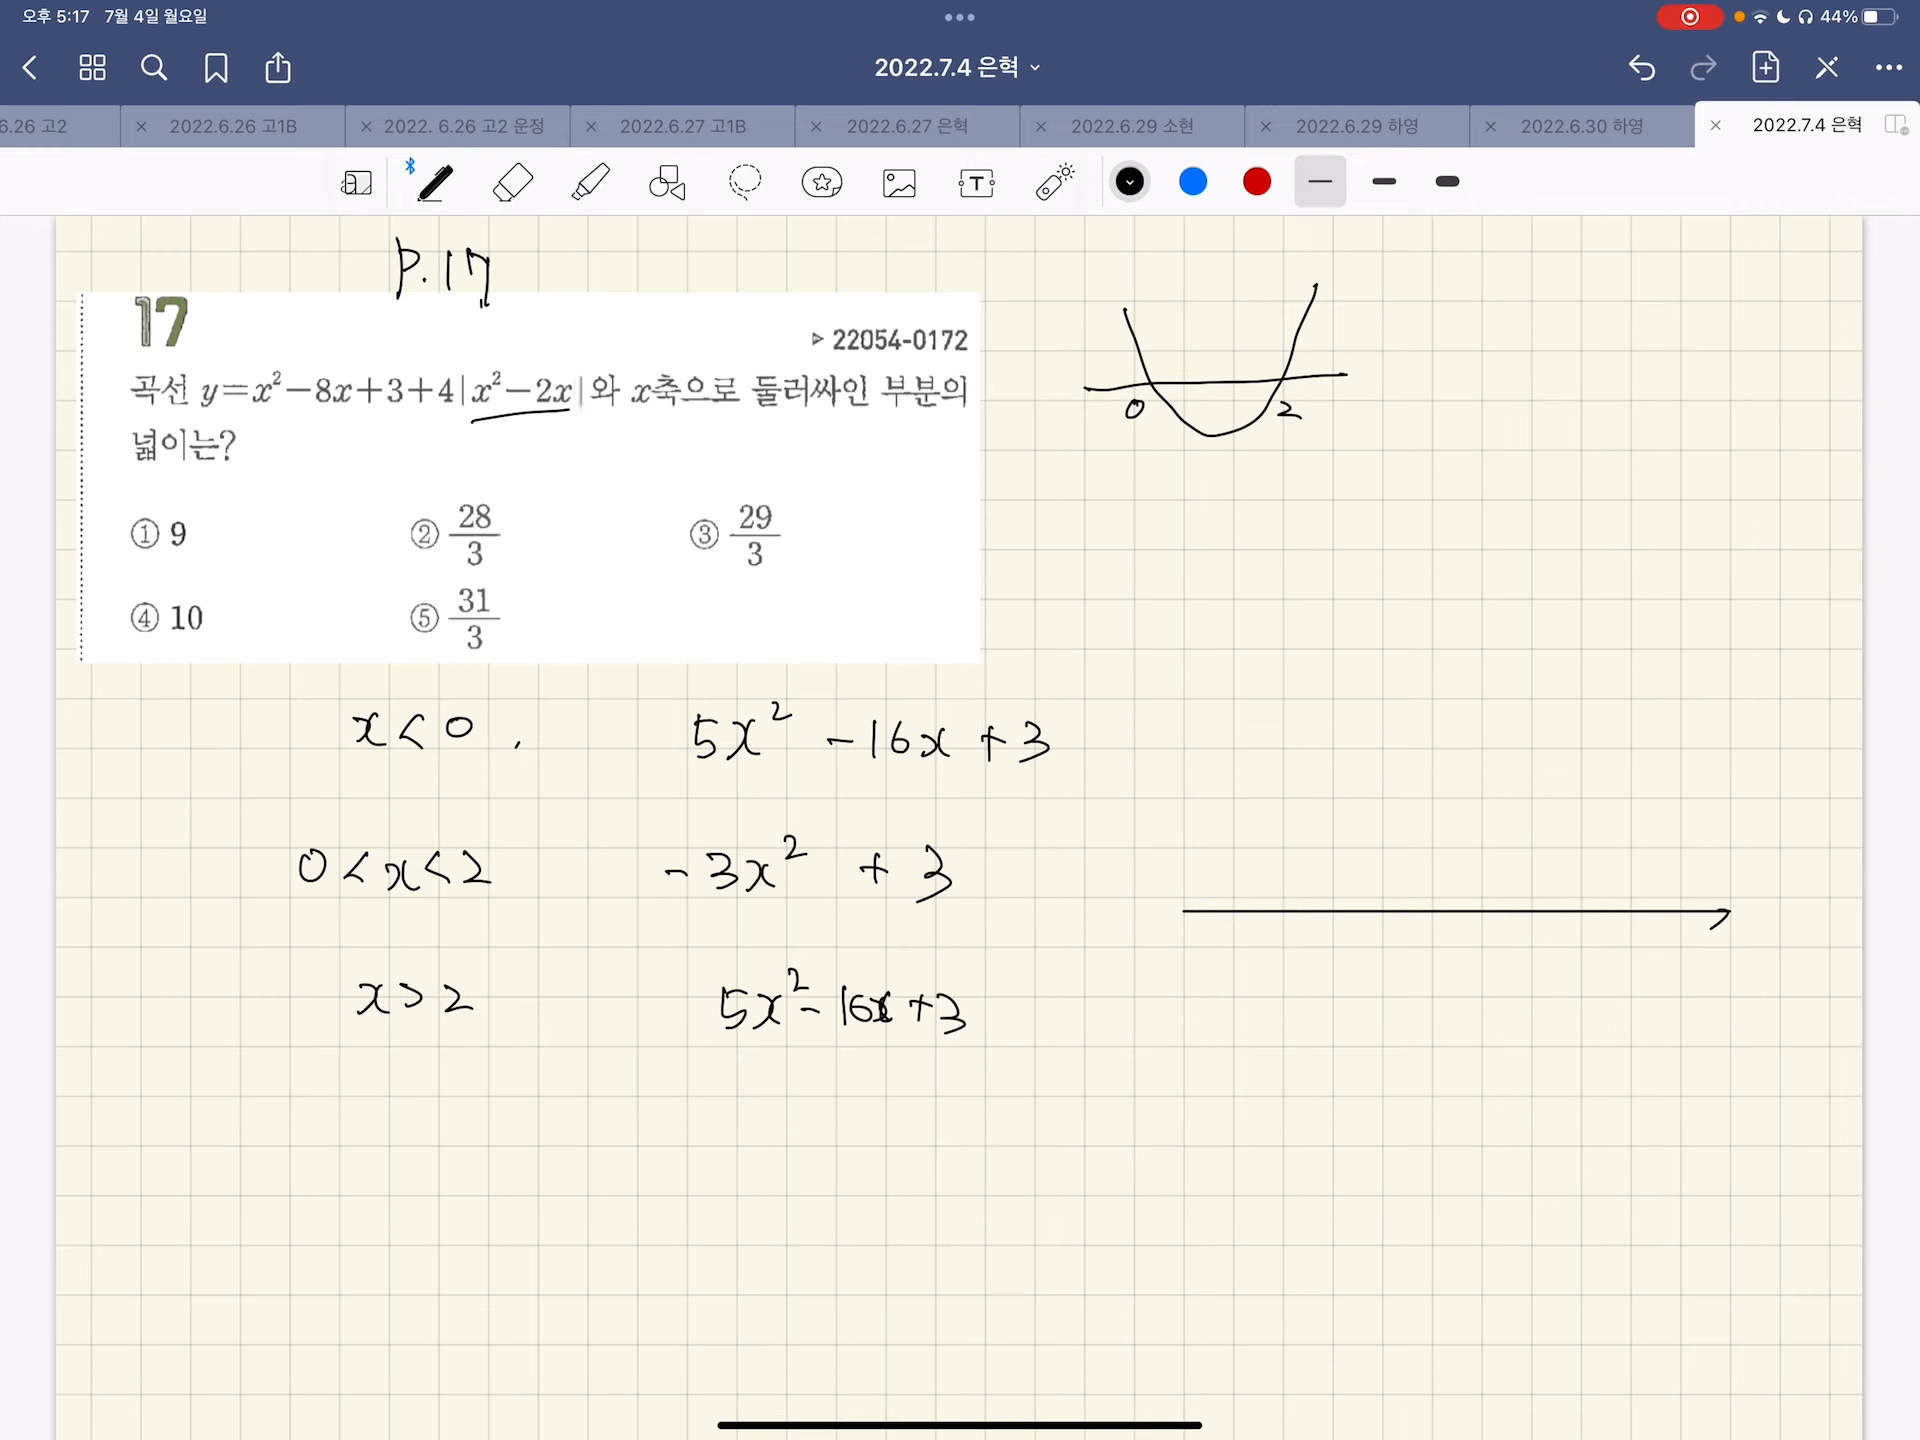 오후 5:17 7월 4일 월요일
44%
2022.7.4 은혁
6.26 고2
2022.6.26 고1B
2022. 6.26 고2 운정
2022.6.27 고1B
2022.6.27 은혁
2022.6.29 소현
2022.6.29 하영
2022.6.30 하영
2022.7.4 은혁
P.17
17
▷ 22054-0172
곡선 y=x²-8x+3+4|x²-2x|와 x축으로 둘러싸인 부분의
넓이는?
① 9 ② 28/3 ③ 29/3
④ 10 ⑤ 31/3
0 2
x<0 , 5x² -16x +3
0<x<2 -3x² + 3
x>2 5x²-16x+3